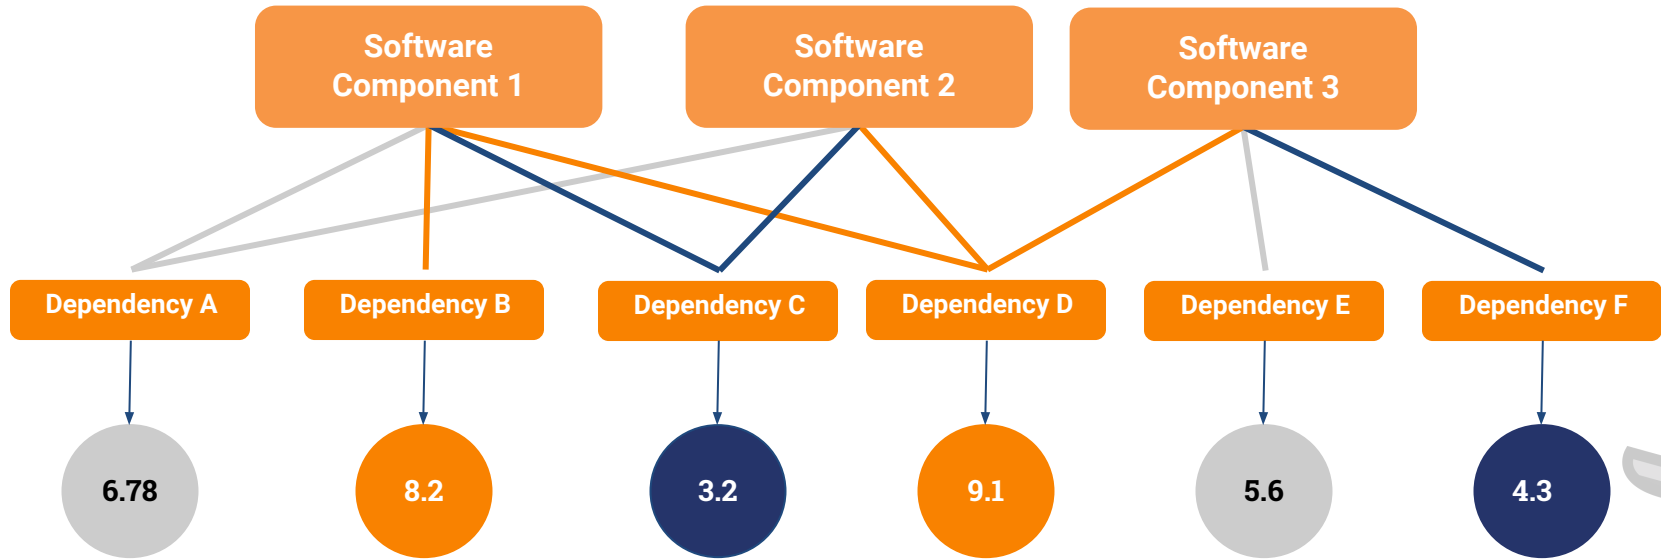 Software
Component 1
Software
Component 2
Software
Component 3
Dependency A
Dependency B
Dependency C
Dependency D
Dependency E
Dependency F
6.78
8.2
3.2
9.1
5.6
4.3